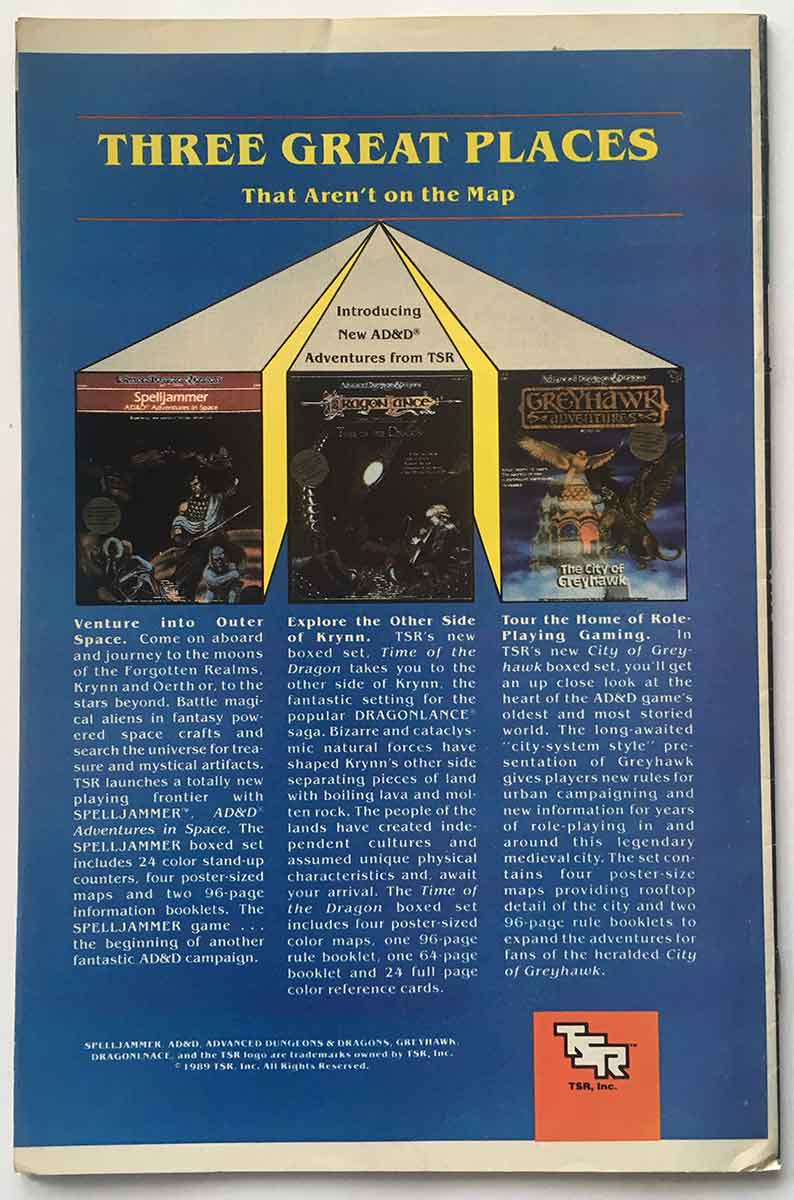 THREE GREAT PLACES
That Aren't on the Map
Introducing
New AD&D®
Adventures from TSR
Advanced Dungeons & Dragons
Spelljammer
AD&D® Adventures in Space
Advanced Dungeons & Dragons
DRAGONLANCE
TIME OF THE DRAGON
Advanced Dungeons & Dragons
GREYHAWK
ADVENTURES
The City of
Greyhawk
Venture into Outer
Space. Come on aboard
and journey to the moons
of the Forgotten Realms,
Krynn and Oerth or, to the
stars beyond. Battle magi-
cal aliens in fantasy pow-
ered space crafts and
search the universe for trea-
sure and mystical artifacts.
TSR launches a totally new
playing frontier with
SPELLJAMMER™, AD&D®
Adventures in Space. The
SPELLJAMMER boxed set
includes 24 color stand-up
counters, four poster-sized
maps and two 96-page
information booklets. The
SPELLJAMMER game . . .
the beginning of another
fantastic AD&D campaign.
Explore the Other Side
of Krynn. TSR's new
boxed set, Time of the
Dragon takes you to the
other side of Krynn, the
fantastic setting for the
popular DRAGONLANCE®
saga. Bizarre and cataclys-
mic natural forces have
shaped Krynn's other side
separating pieces of land
with boiling lava and mol-
ten rock. The people of the
lands have created inde-
pendent cultures and
assumed unique physical
characteristics and, await
your arrival. The Time of
the Dragon boxed set
includes four poster-sized
color maps, one 96-page
rule booklet, one 64-page
booklet and 24 full page
color reference cards.
Tour the Home of Role-
Playing Gaming. In
TSR's new City of Grey-
hawk boxed set, you'll get
an up close look at the
heart of the AD&D game's
oldest and most storied
world. The long-awaited
"city-system style" pre-
sentation of Greyhawk
gives players new rules for
urban campaigning and
new information for years
of role-playing in and
around this legendary
medieval city. The set con-
tains four poster-size
maps providing rooftop
detail of the city and two
96-page rule booklets to
expand the adventures for
fans of the heralded City
of Greyhawk.
SPELLJAMMER, AD&D, ADVANCED DUNGEONS & DRAGONS, GREYHAWK,
DRAGONLNACE, and the TSR logo are trademarks owned by TSR, Inc.
© 1989 TSR, Inc. All Rights Reserved.
TSR™
TSR, Inc.